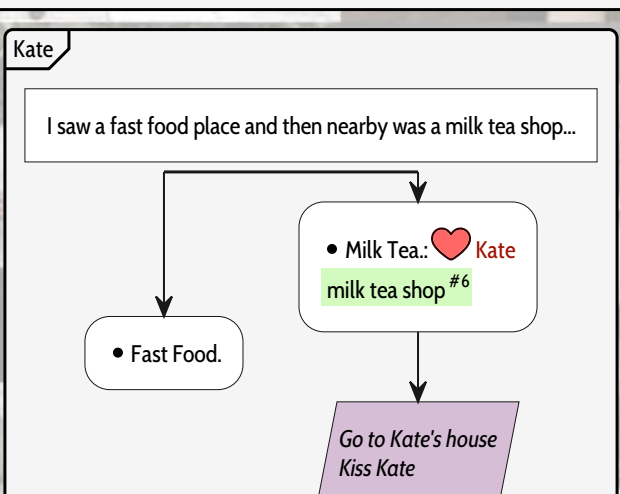 Kate
I saw a fast food place and then nearby was a milk tea shop...
• Milk Tea.: Kate
milk tea shop #6
• Fast Food.
Go to Kate's house
Kiss Kate